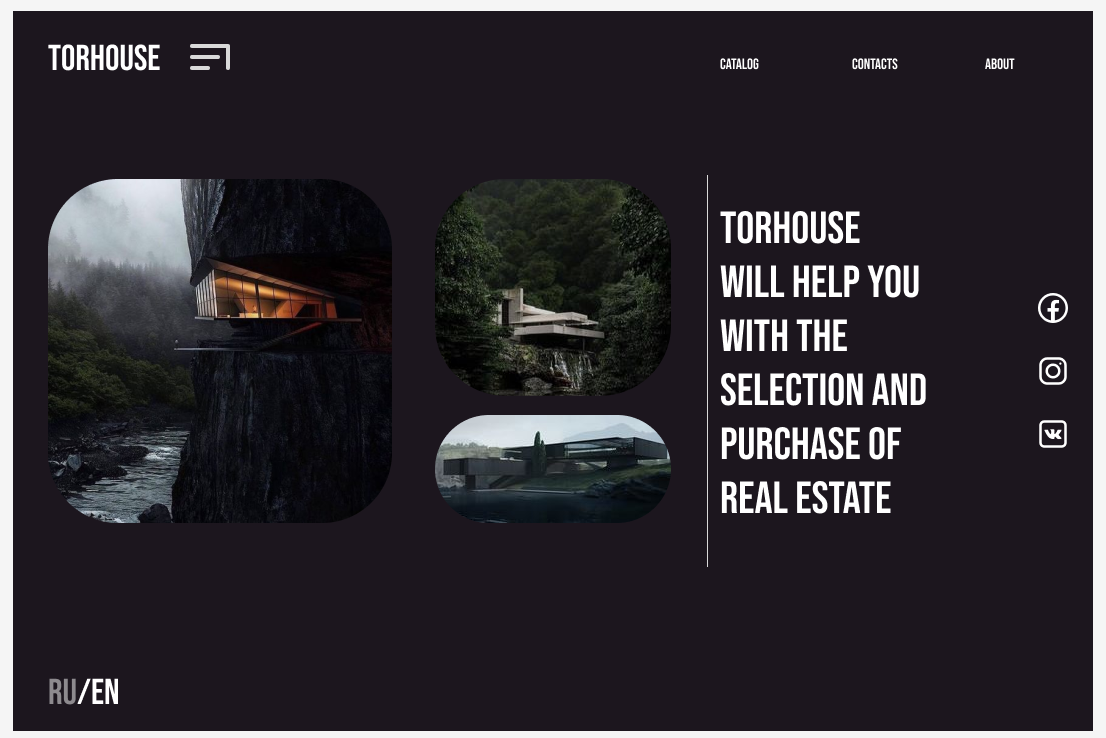 TORHOUSE
CATALOG
CONTACTS
ABOUT
TORHOUSE
WILL HELP YOU
WITH THE
SELECTION AND
PURCHASE OF
REAL ESTATE
RU/EN